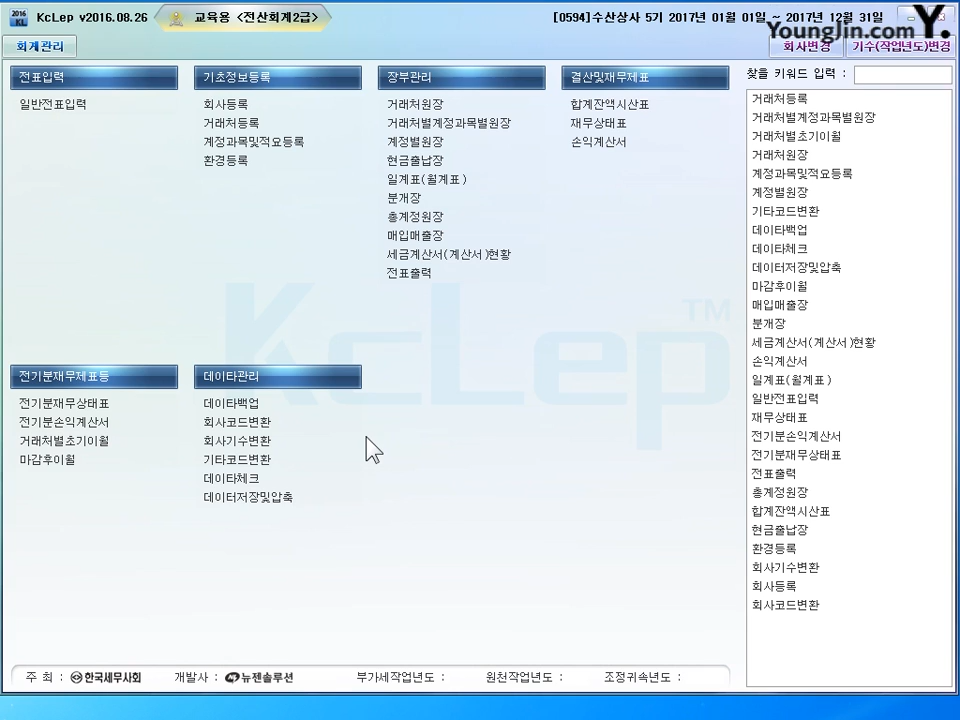 2016 KL KcLep v2016.08.26 교육용 <전산회계2급> [0594]수산상사 5기 2017년 01월 01일 ~ 2017년 12월 31일
YoungJin.com Y.
회계관리 회사변경 기수(작업년도)변경
전표입력 기초정보등록 장부관리 결산및재무제표 찾을 키워드 입력 :
일반전표입력
회사등록
거래처등록
계정과목및적요등록
환경등록
거래처원장
거래처별계정과목별원장
계정별원장
현금출납장
일계표(월계표)
분개장
총계정원장
매입매출장
세금계산서(계산서)현황
전표출력
합계잔액시산표
재무상태표
손익계산서
KcLep TM
전기분재무제표등 데이타관리
전기분재무상태표
전기분손익계산서
거래처별초기이월
마감후이월
데이타백업
회사코드변환
회사기수변환
기타코드변환
데이타체크
데이터저장및압축
거래처등록
거래처별계정과목별원장
거래처별초기이월
거래처원장
계정과목및적요등록
계정별원장
기타코드변환
데이타백업
데이타체크
데이터저장및압축
마감후이월
매입매출장
분개장
세금계산서(계산서)현황
손익계산서
일계표(월계표)
일반전표입력
재무상태표
전기분손익계산서
전기분재무상태표
전표출력
총계정원장
합계잔액시산표
현금출납장
환경등록
회사기수변환
회사등록
회사코드변환
주 최 : 한국세무사회 개발사 : 뉴젠솔루션 부가세작업년도 : 원천작업년도 : 조정귀속년도 :